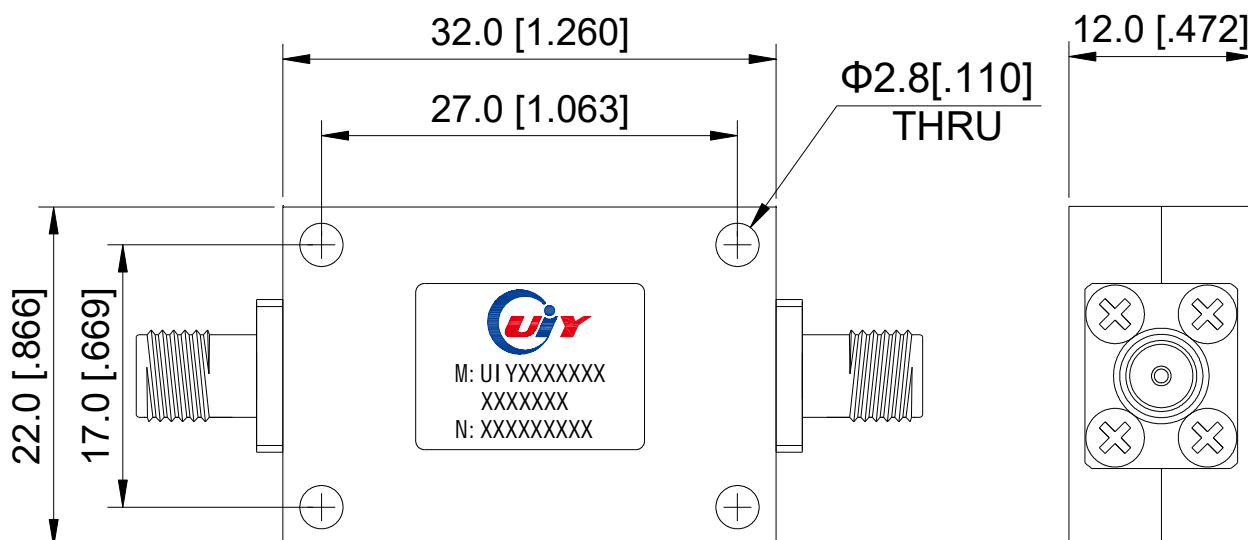 32.0 [1.260]
12.0 [.472]
27.0 [1.063]
Φ2.8[.110]
THRU
22.0 [.866]
17.0 [.669]
UIY
M: UIYXXXXXXX
XXXXXXX
N: XXXXXXXXX